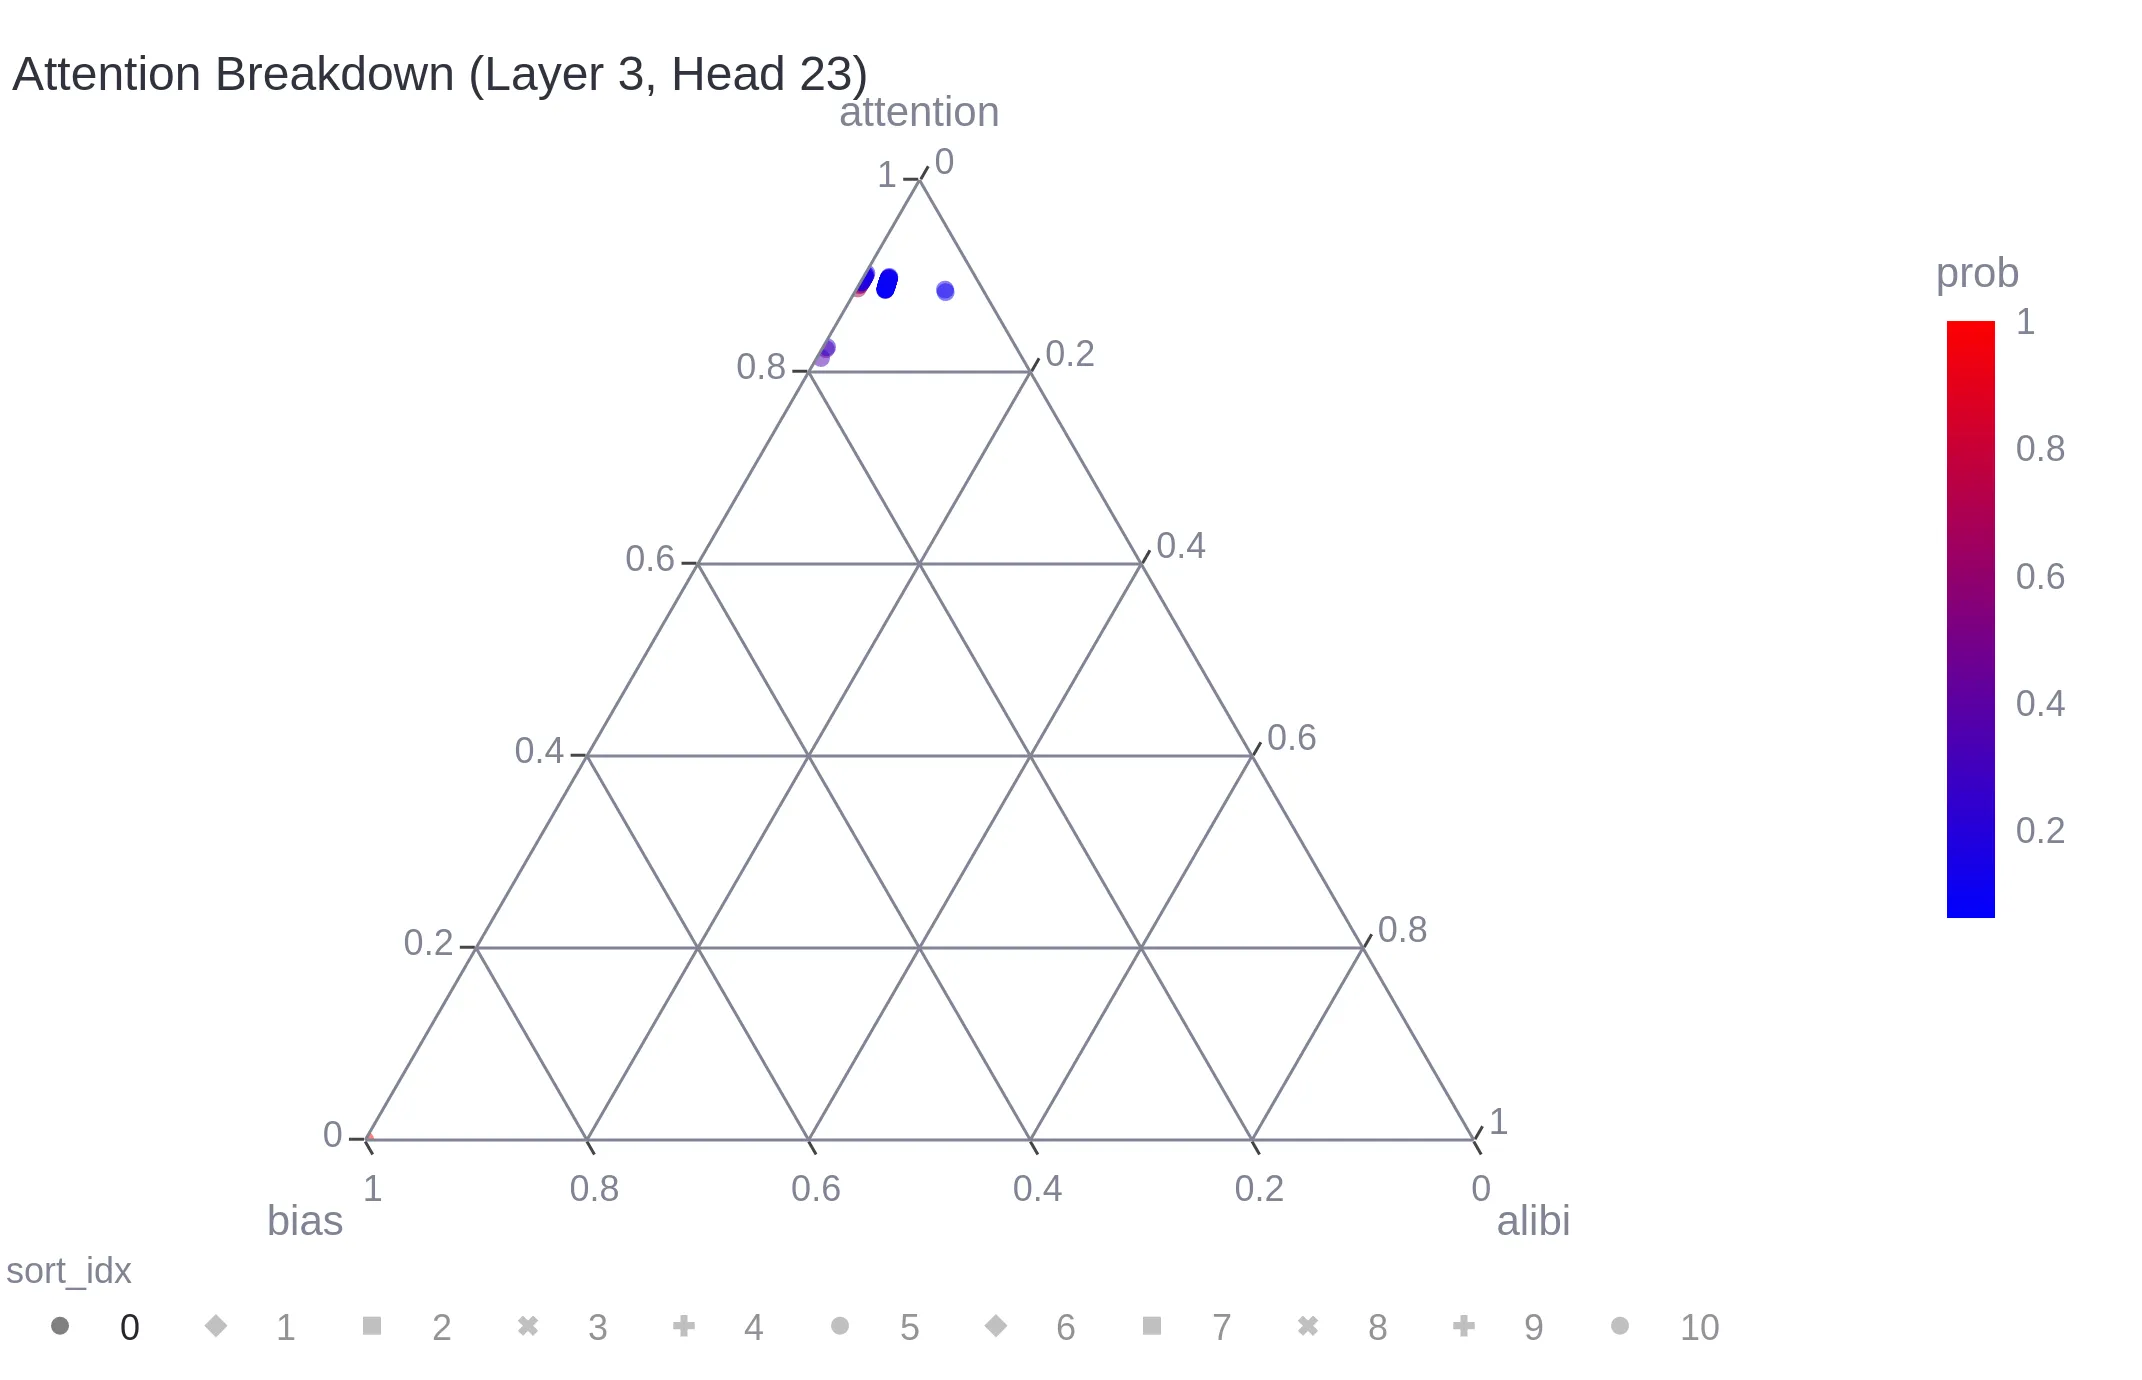 Attention Breakdown (Layer 3, Head 23)
attention
1 0
prob
1
0.8 0.2
0.8
0.6 0.4
0.6
0.4 0.6
0.4
0.2 0.8
0.2
0 1
1 0.8 0.6 0.4 0.2 0
bias alibi
sort_idx
0 1 2 3 4 5 6 7 8 9 10